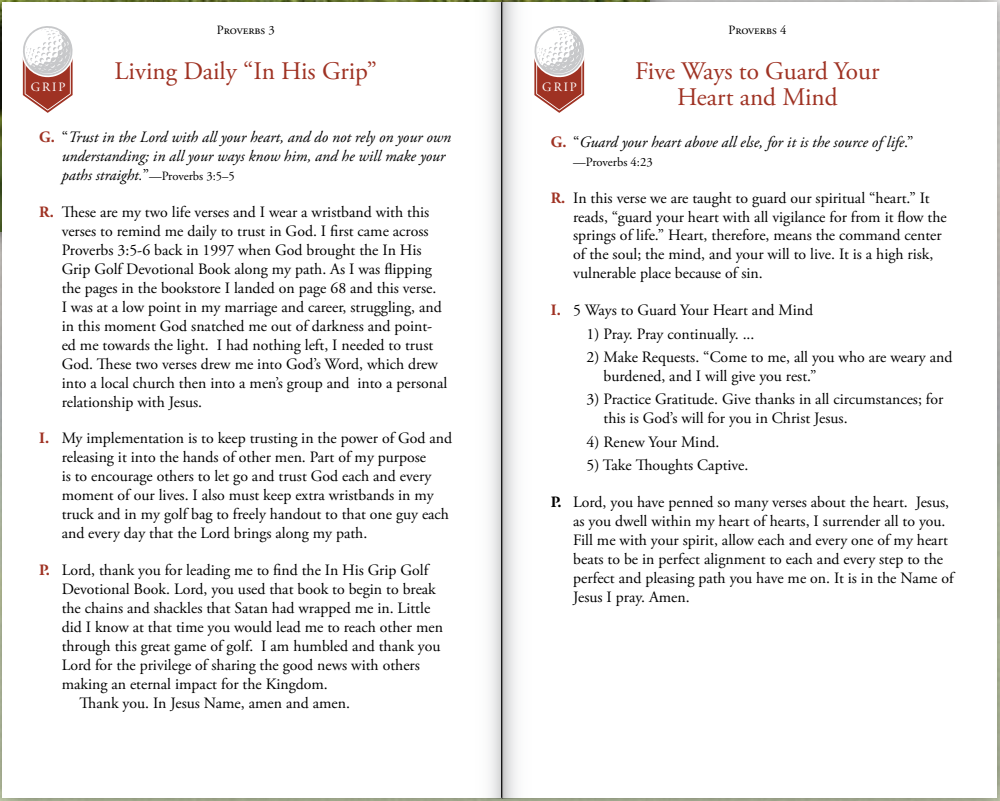 PROVERBS 3
GRIP
Living Daily “In His Grip”
G. “Trust in the Lord with all your heart, and do not rely on your own
understanding; in all your ways know him, and he will make your
paths straight.”—Proverbs 3:5–5
R. These are my two life verses and I wear a wristband with this
verses to remind me daily to trust in God. I first came across
Proverbs 3:5-6 back in 1997 when God brought the In His
Grip Golf Devotional Book along my path. As I was flipping
the pages in the bookstore I landed on page 68 and this verse.
I was at a low point in my marriage and career, struggling, and
in this moment God snatched me out of darkness and point-
ed me towards the light.  I had nothing left, I needed to trust
God. These two verses drew me into God’s Word, which drew
into a local church then into a men’s group and  into a personal
relationship with Jesus.
I. My implementation is to keep trusting in the power of God and
releasing it into the hands of other men. Part of my purpose
is to encourage others to let go and trust God each and every
moment of our lives. I also must keep extra wristbands in my
truck and in my golf bag to freely handout to that one guy each
and every day that the Lord brings along my path.
P. Lord, thank you for leading me to find the In His Grip Golf
Devotional Book. Lord, you used that book to begin to break
the chains and shackles that Satan had wrapped me in. Little
did I know at that time you would lead me to reach other men
through this great game of golf.  I am humbled and thank you
Lord for the privilege of sharing the good news with others
making an eternal impact for the Kingdom.
Thank you. In Jesus Name, amen and amen.
PROVERBS 4
GRIP
Five Ways to Guard Your
Heart and Mind
G. “Guard your heart above all else, for it is the source of life.”
—Proverbs 4:23
R. In this verse we are taught to guard our spiritual “heart.” It
reads, “guard your heart with all vigilance for from it flow the
springs of life.” Heart, therefore, means the command center
of the soul; the mind, and your will to live. It is a high risk,
vulnerable place because of sin.
I. 5 Ways to Guard Your Heart and Mind
1) Pray. Pray continually. ...
2) Make Requests. “Come to me, all you who are weary and
burdened, and I will give you rest.”
3) Practice Gratitude. Give thanks in all circumstances; for
this is God’s will for you in Christ Jesus.
4) Renew Your Mind.
5) Take Thoughts Captive.
P. Lord, you have penned so many verses about the heart.  Jesus,
as you dwell within my heart of hearts, I surrender all to you.
Fill me with your spirit, allow each and every one of my heart
beats to be in perfect alignment to each and every step to the
perfect and pleasing path you have me on. It is in the Name of
Jesus I pray. Amen.